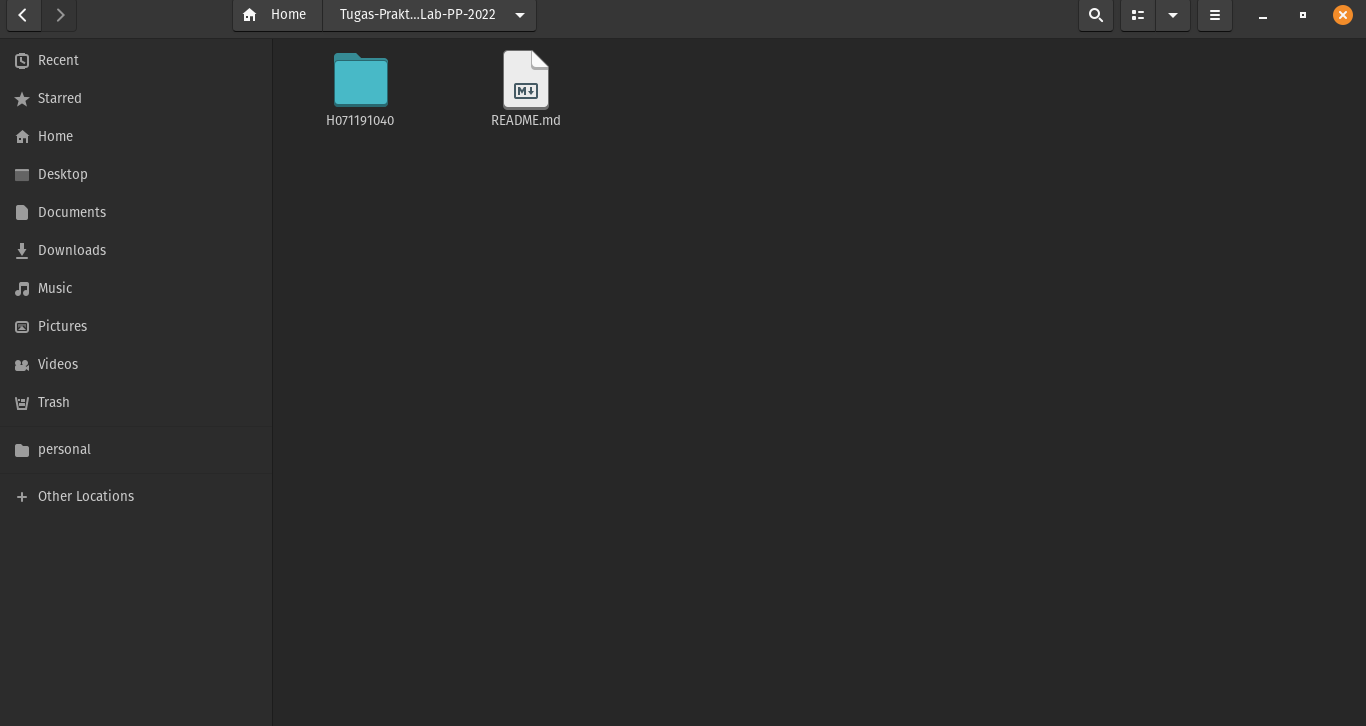 Home
Tugas-Prakt...Lab-PP-2022
Recent
Starred
Home
Desktop
Documents
Downloads
Music
Pictures
Videos
Trash
personal
Other Locations
H071191040
M
README.md